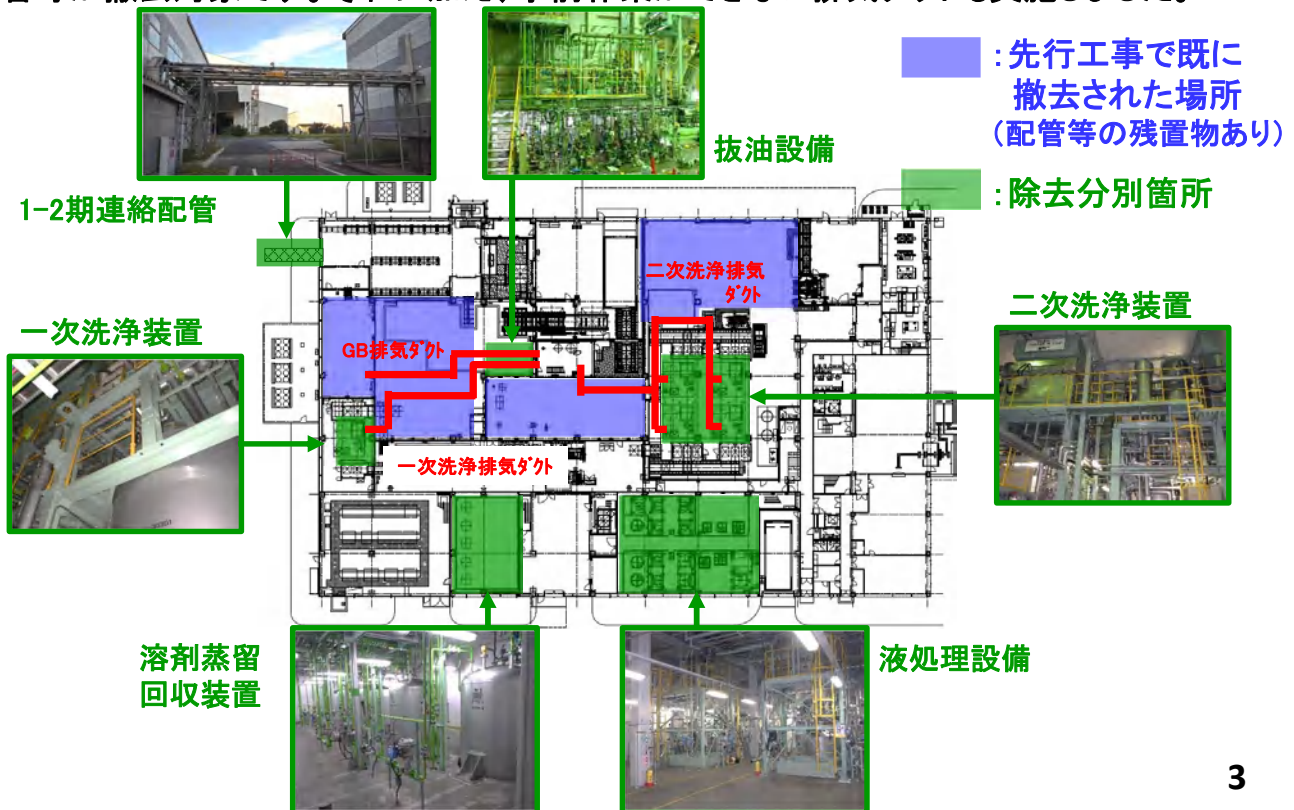 ：先行工事で既に
撤去された場所
（配管等の残置物あり）
抜油設備
：除去分別箇所
1-2期連絡配管
二次洗浄排気
ダクト
二次洗浄装置
一次洗浄装置
GB排気ダクト
一次洗浄排気ダクト
溶剤蒸留
回収装置
液処理設備
3